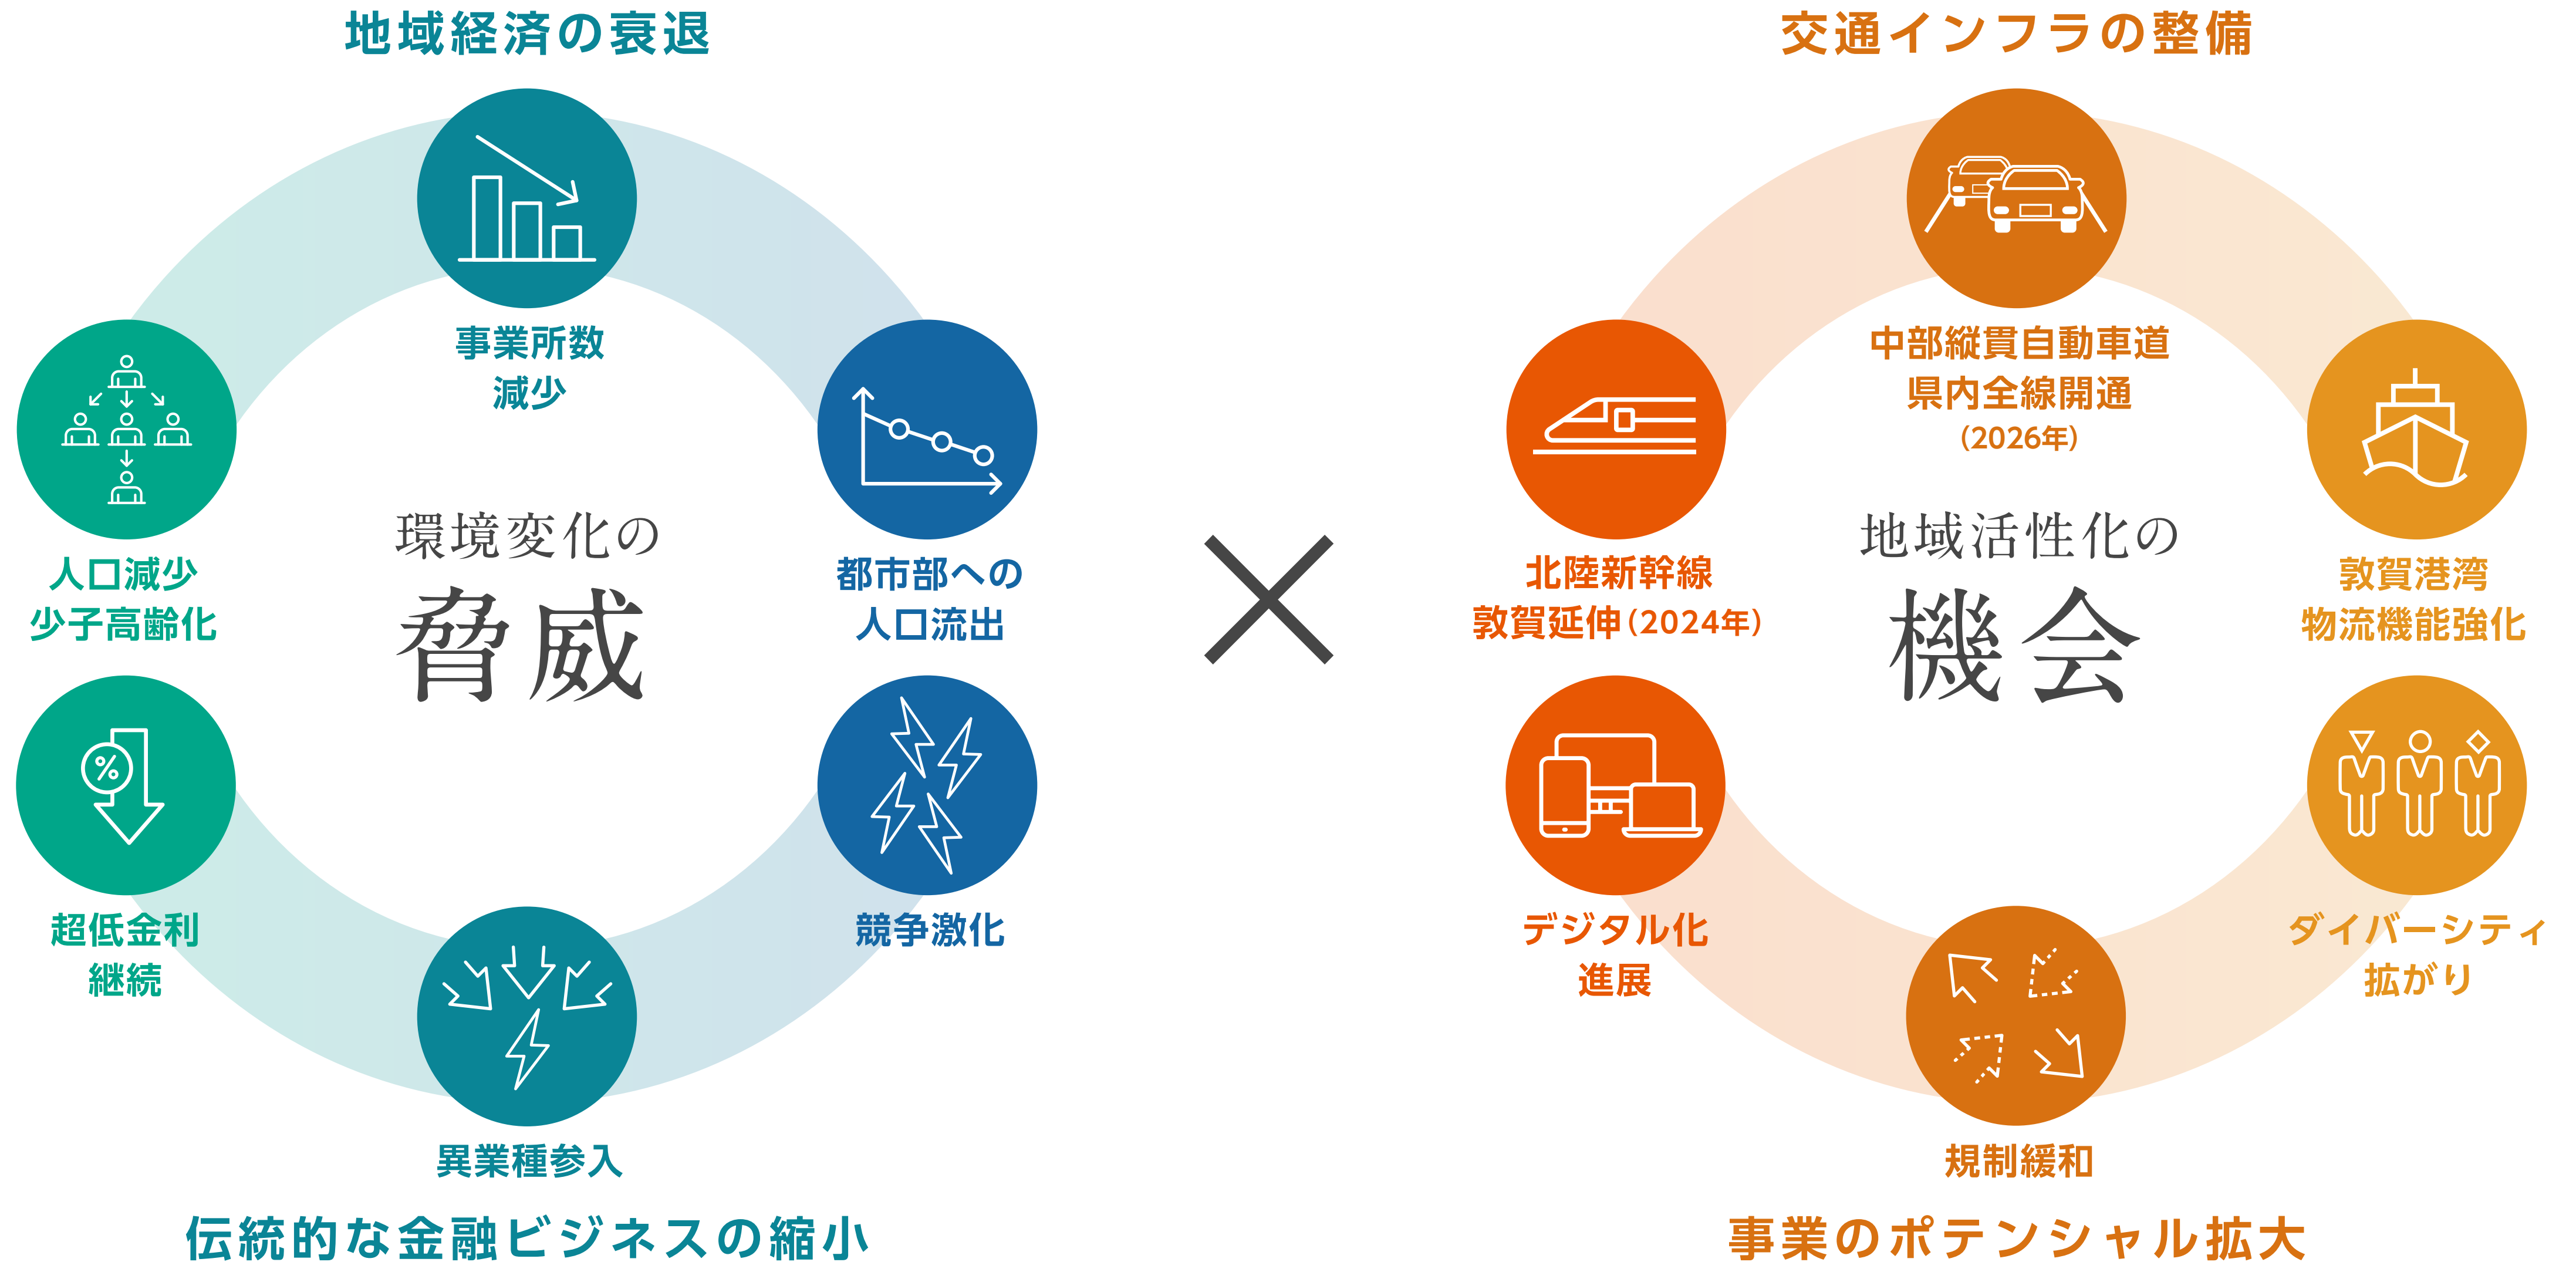 地域経済の衰退
事業所数
減少
人口減少
少子高齢化
都市部への
人口流出
環境変化の
脅威
超低金利
継続
競争激化
異業種参入
伝統的な金融ビジネスの縮小
交通インフラの整備
中部縦貫自動車道
県内全線開通
(2026年)
北陸新幹線
敦賀延伸(2024年)
敦賀港湾
物流機能強化
地域活性化の
機会
デジタル化
進展
ダイバーシティ
拡がり
規制緩和
事業のポテンシャル拡大